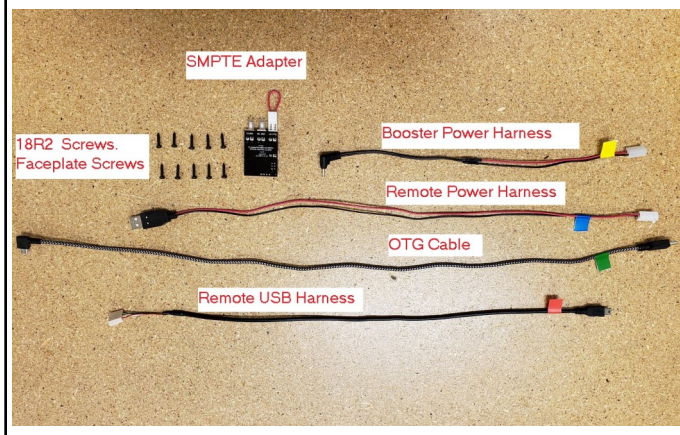 SMPTE Adapter
18R2 Screws.
Faceplate Screws
Booster Power Harness
Remote Power Harness
OTG Cable
Remote USB Harness